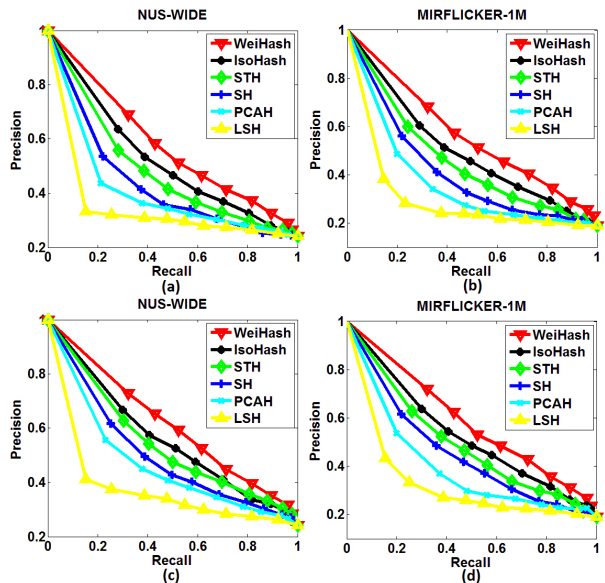 NUS-WIDE
Precision
1
0.8
0.6
0.4
0.2
WeiHash
IsoHash
STH
SH
PCAH
LSH
0 0.2 0.4 0.6 0.8 1
Recall
(a)
MIRFLICKER-1M
Precision
1
0.8
0.6
0.4
0.2
WeiHash
IsoHash
STH
SH
PCAH
LSH
0 0.2 0.4 0.6 0.8 1
Recall
(b)
NUS-WIDE
Precision
1
0.8
0.6
0.4
0.2
WeiHash
IsoHash
STH
SH
PCAH
LSH
0 0.2 0.4 0.6 0.8 1
Recall
(c)
MIRFLICKER-1M
Precision
1
0.8
0.6
0.4
0.2
WeiHash
IsoHash
STH
SH
PCAH
LSH
0 0.2 0.4 0.6 0.8 1
Recall
(d)